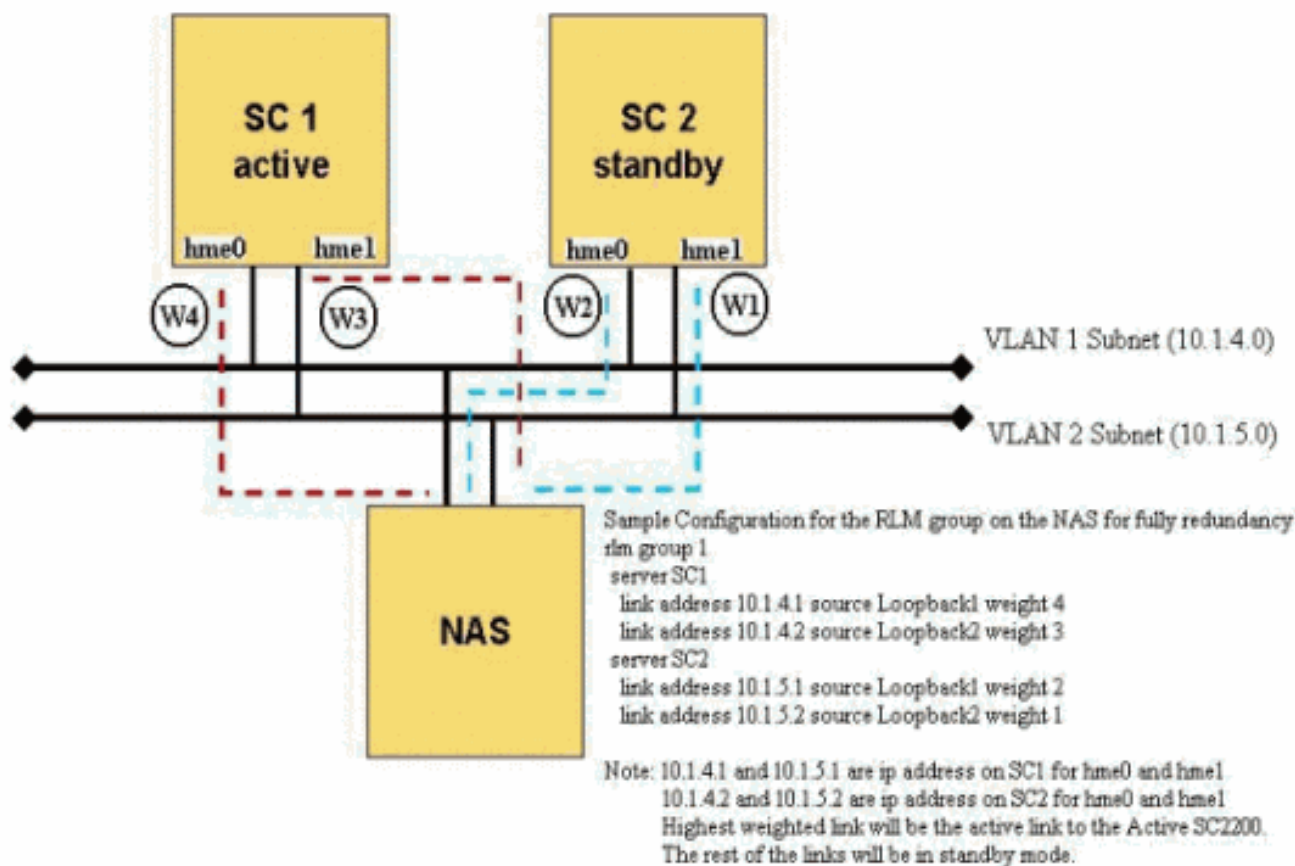 SC 1
active
hme0
hme1
SC 2
standby
hme0
hme1
W4
W3
W2
W1
VLAN 1 Subnet (10.1.4.0)
VLAN 2 Subnet (10.1.5.0)
NAS
Sample Configuration for the RLM group on the NAS for fully redundancy
rlm group 1
server SC1
link address 10.1.4.1 source Loopback1 weight 4
link address 10.1.4.2 source Loopback2 weight 3
server SC2
link address 10.1.5.1 source Loopback1 weight 2
link address 10.1.5.2 source Loopback2 weight 1
Note: 10.1.4.1 and 10.1.5.1 are ip address on SC1 for hme0 and hme1
10.1.4.2 and 10.1.5.2 are ip address on SC2 for hme0 and hme1
Highest weighted link will be the active link to the Active SC2200.
The rest of the links will be in standby mode.